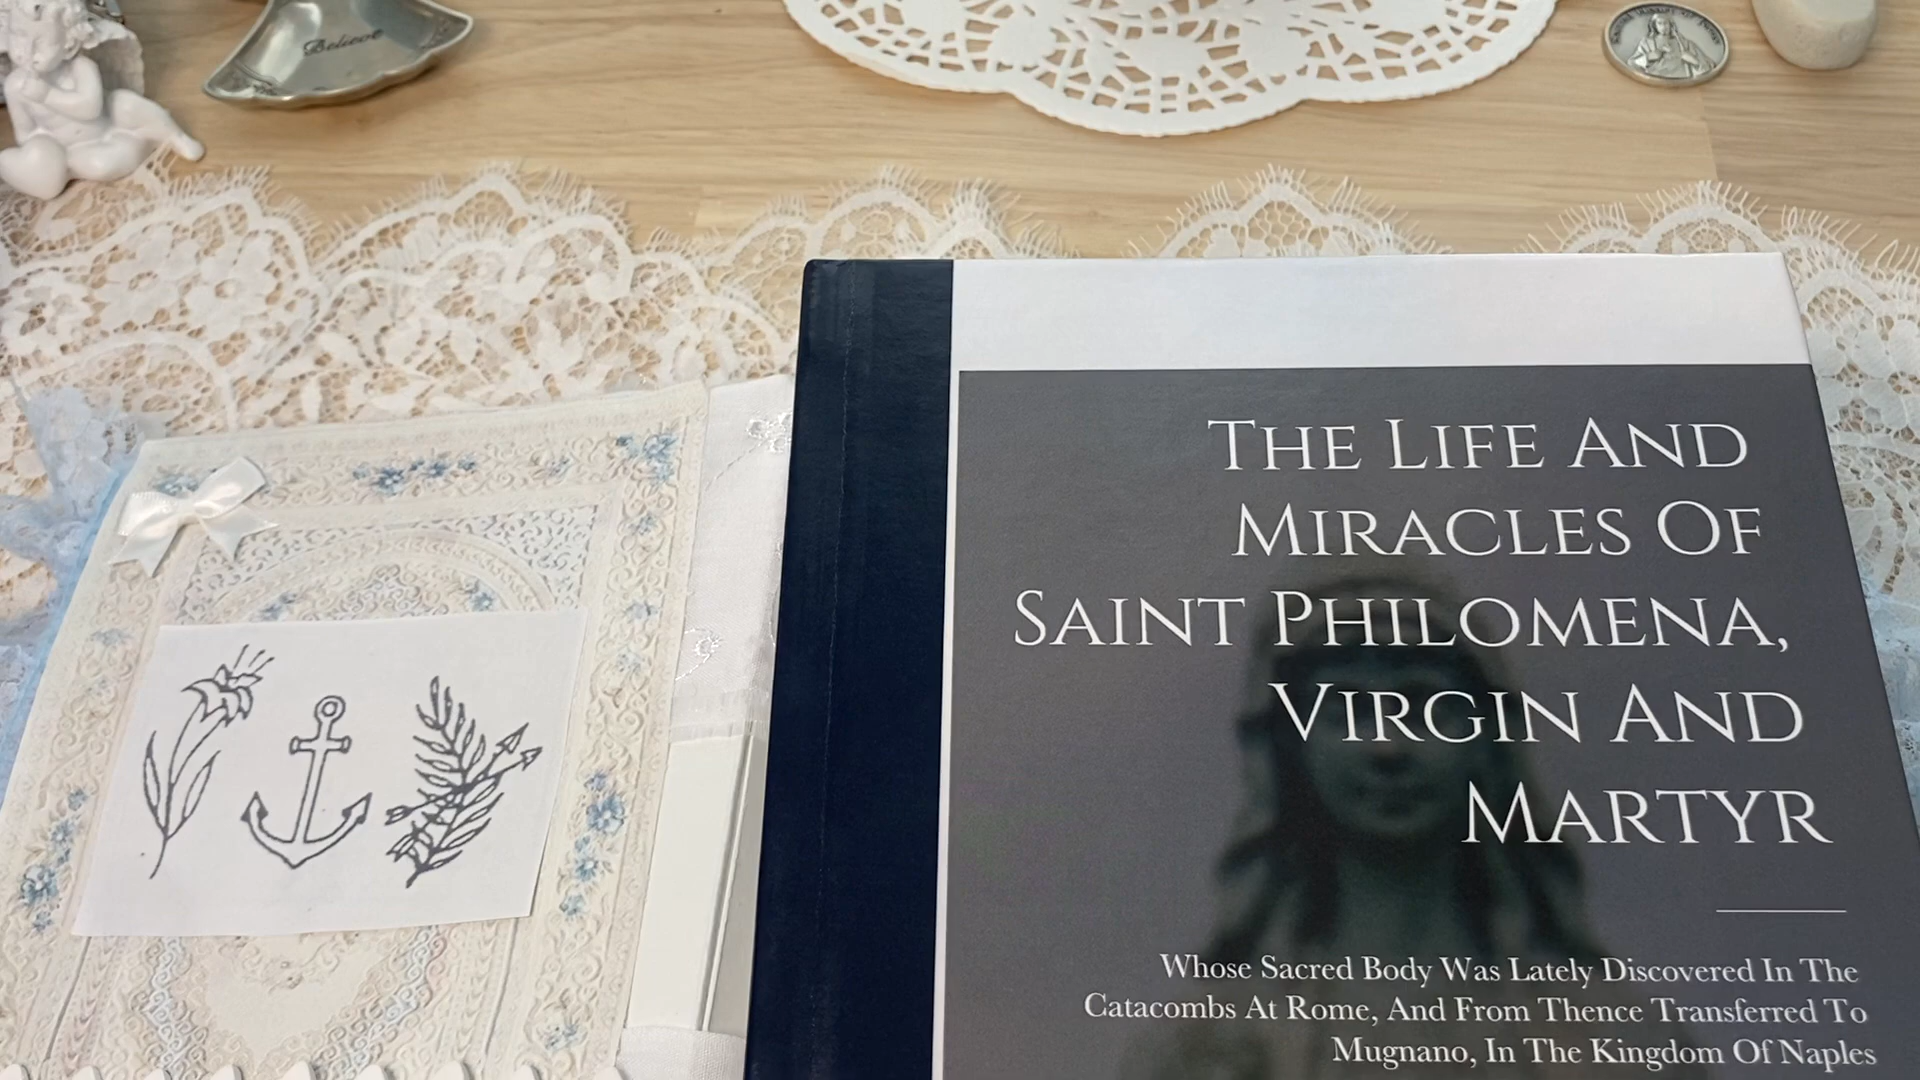 Believe
The Life And
Miracles Of
Saint Philomena,
Virgin And
Martyr
Whose Sacred Body Was Lately Discovered In The
Catacombs At Rome, And From Thence Transferred To
Mugnano, In The Kingdom Of Naples